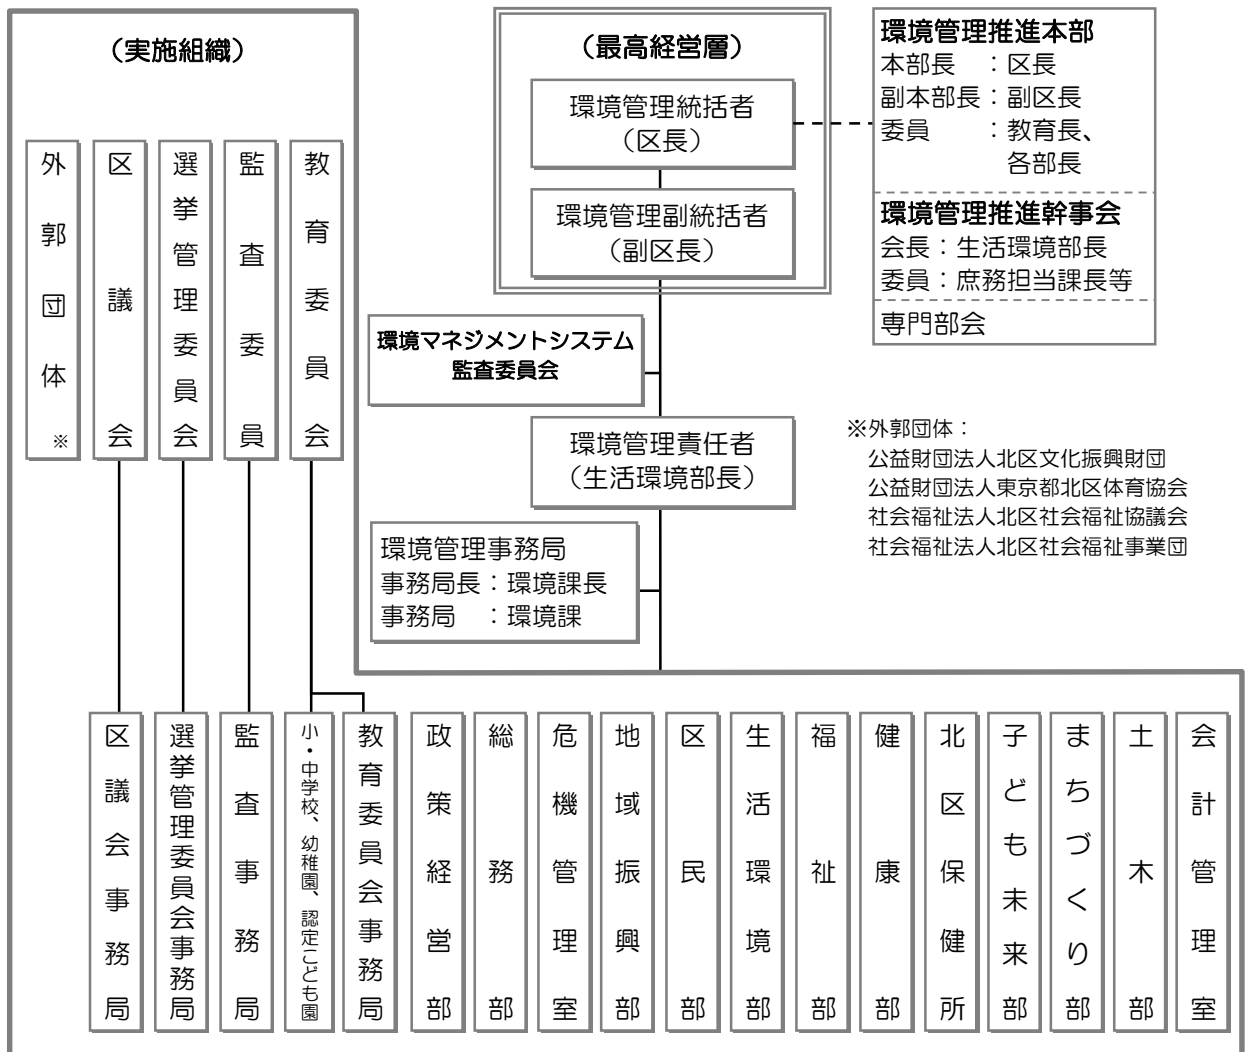 （実施組織）
外郭団体※
区議会
選挙管理委員会
監査委員
教育委員会
（最高経営層）
環境管理統括者
（区長）
環境管理副統括者
（副区長）
環境管理推進本部
本部長　：区長
副本部長：副区長
委員　　：教育長、
各部長
環境管理推進幹事会
会長：生活環境部長
委員：庶務担当課長等
専門部会
環境マネジメントシステム
監査委員会
環境管理責任者
（生活環境部長）
環境管理事務局
事務局長：環境課長
事務局　：環境課
※外郭団体：
公益財団法人北区文化振興財団
公益財団法人東京都北区体育協会
社会福祉法人北区社会福祉協議会
社会福祉法人北区社会福祉事業団
区議会事務局
選挙管理委員会事務局
監査事務局
小・中学校、幼稚園、認定こども園
教育委員会事務局
政策経営部
総務部
危機管理室
地域振興部
区民部
生活環境部
福祉部
健康部
北区保健所
子ども未来部
まちづくり部
土木部
会計管理室